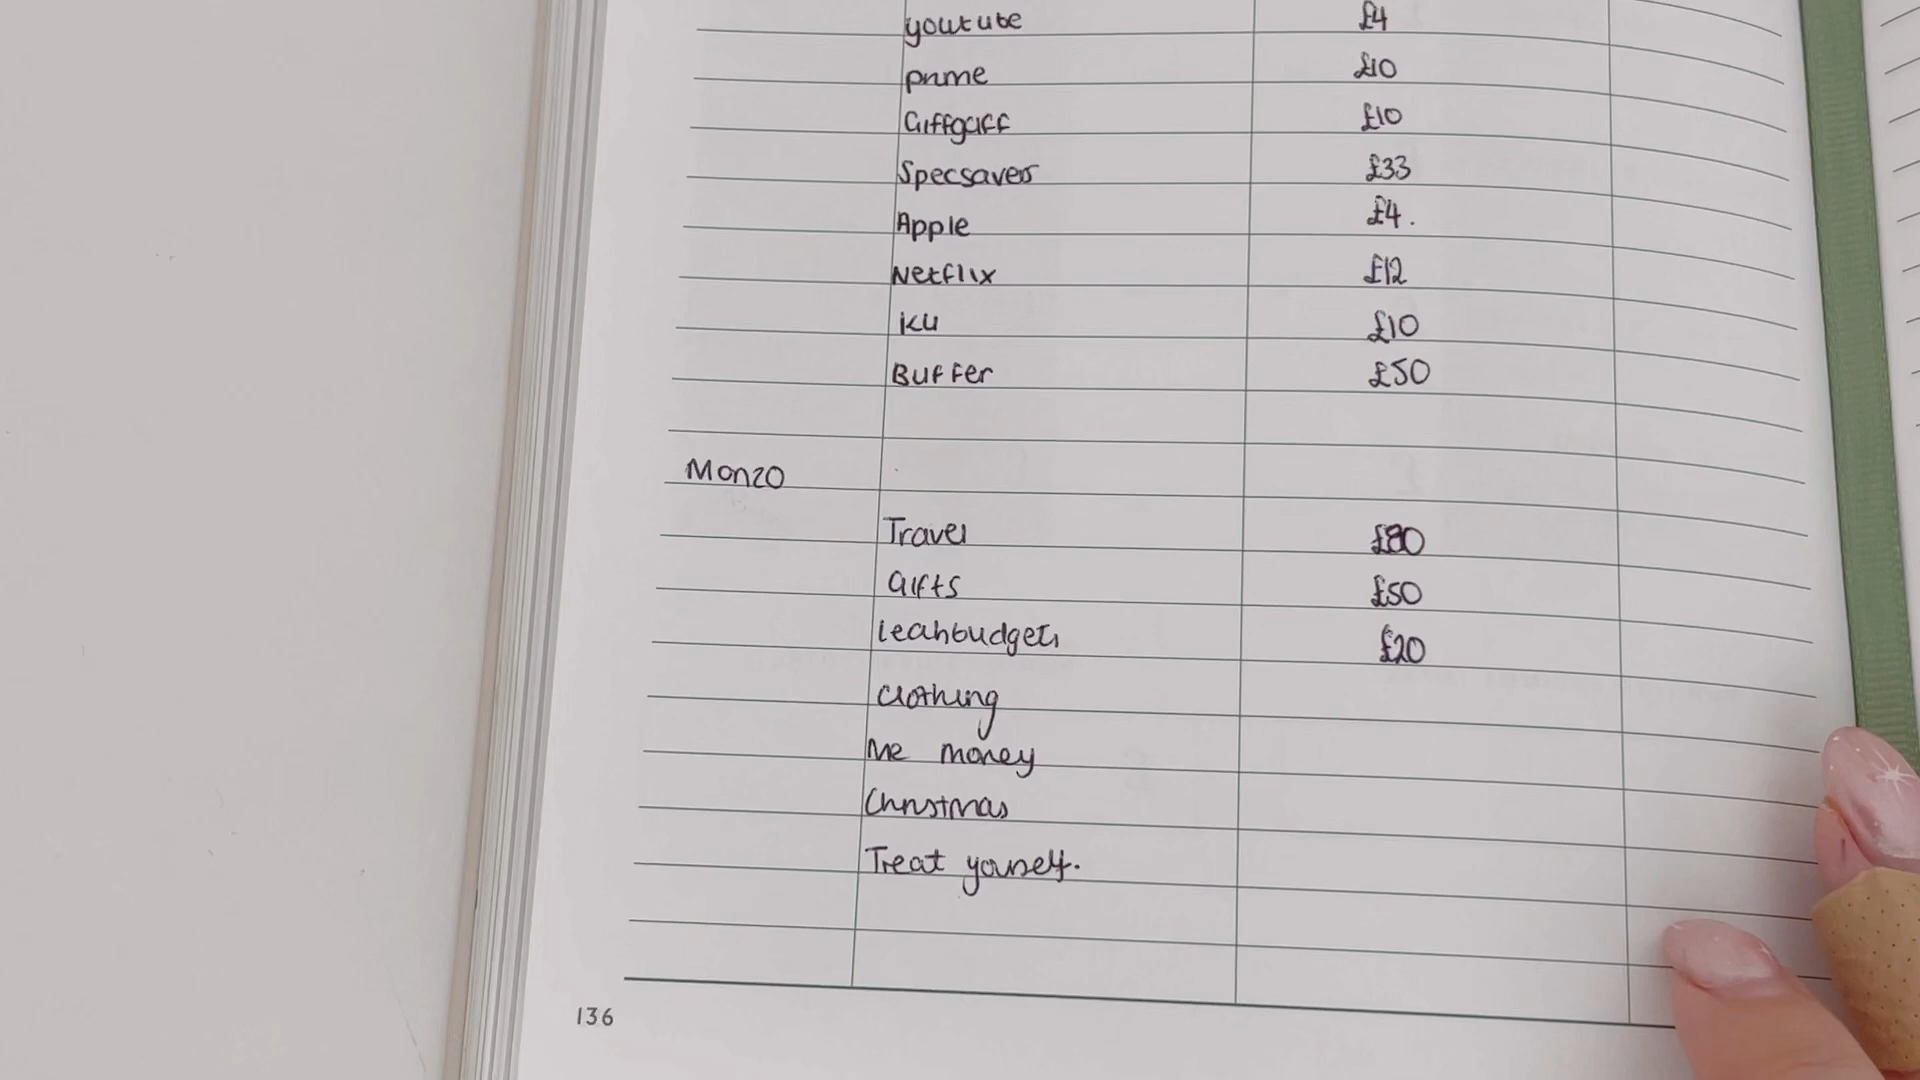 youtube £4
prime £10
Giffgaff £10
Specsavers £33
Apple £4.
Netflix £12
KU £10
Buffer £50
Monzo
Travel £80
Gifts £50
leahbudgets £20
Clothing
Me money
Christmas
Treat yourself.
136